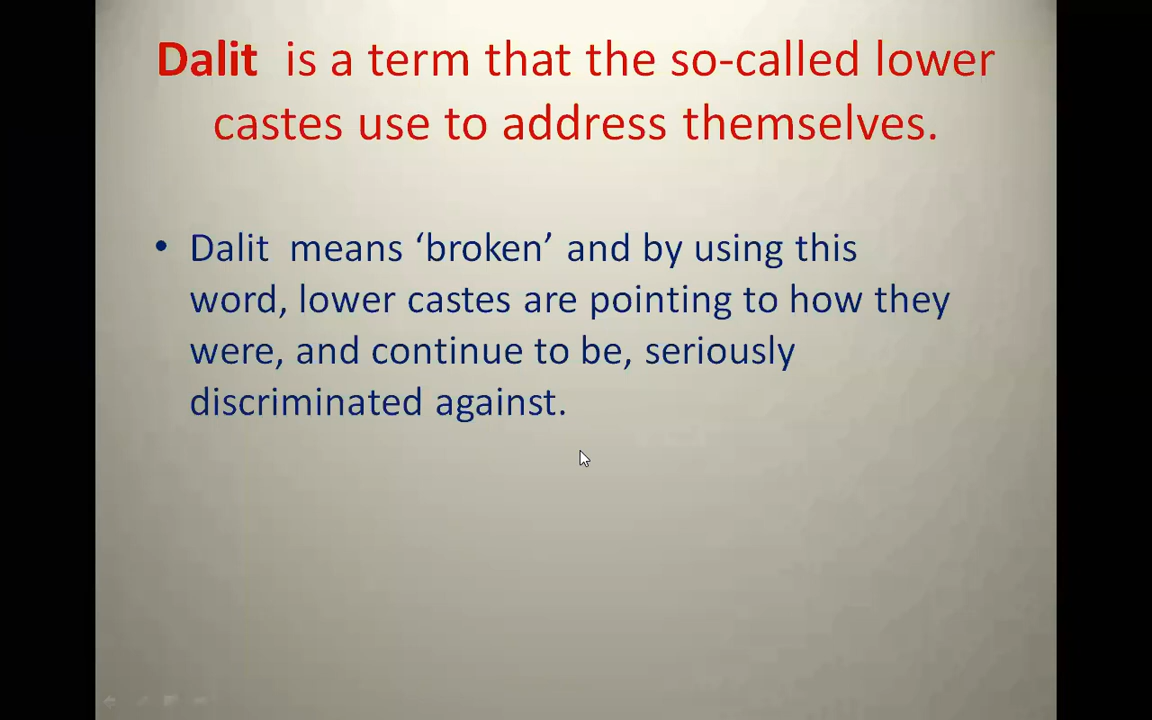 Dalit is a term that the so-called lower
castes use to address themselves.
• Dalit means ‘broken’ and by using this
word, lower castes are pointing to how they
were, and continue to be, seriously
discriminated against.